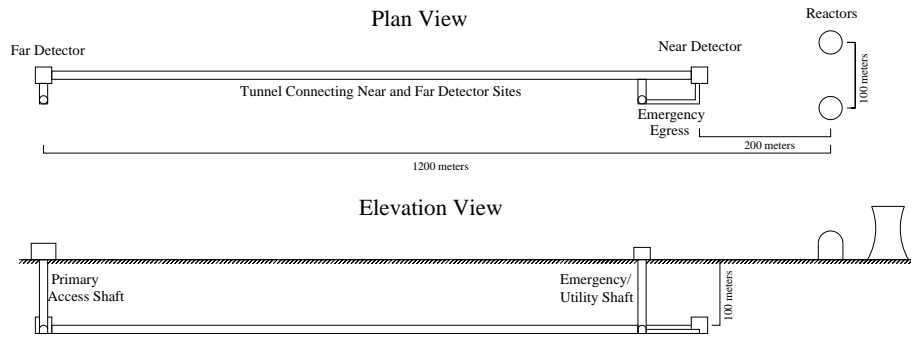 Plan View
Reactors
Far Detector
Near Detector
Tunnel Connecting Near and Far Detector Sites
100 meters
Emergency
Egress
200 meters
1200 meters
Elevation View
Primary
Access Shaft
Emergency/
Utility Shaft
100 meters